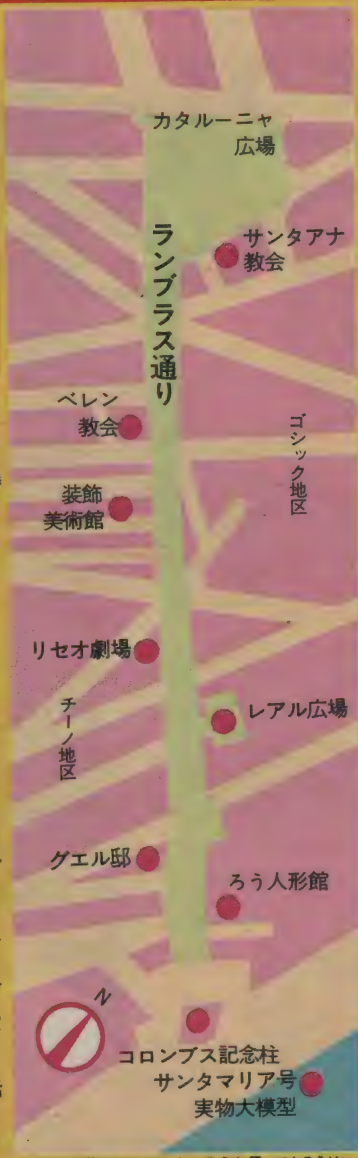 カタルーニャ
広場
サンタアナ
教会
ランブラス通り
ベレン
教会
ゴシック地区
装飾
美術館
リセオ劇場
チーノ地区
レアル広場
グエル邸
ろう人形館
N
コロンブス記念柱
サンタマリア号
実物大模型